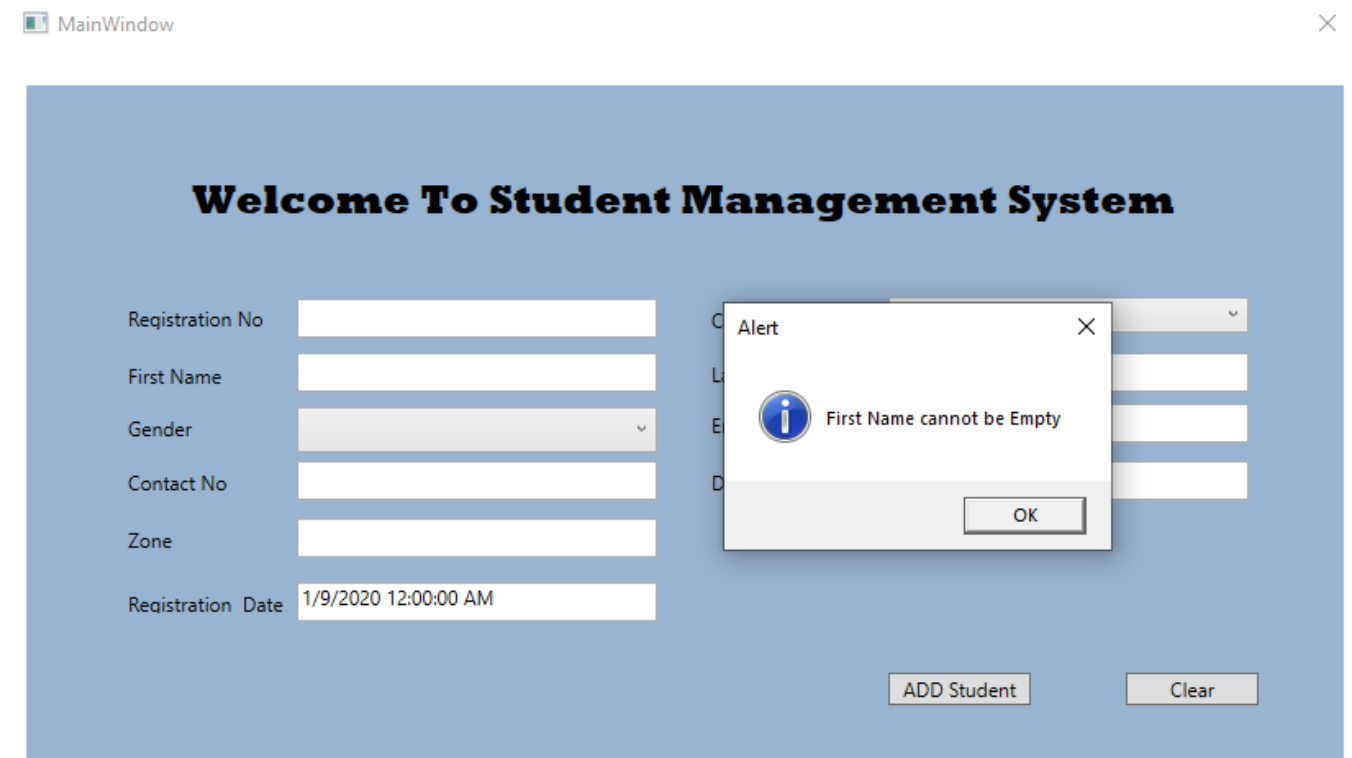 MainWindow
Welcome To Student Management System
Registration No
First Name
Gender
Contact No
Zone
Registration Date
1/9/2020 12:00:00 AM
Alert
First Name cannot be Empty
OK
ADD Student
Clear